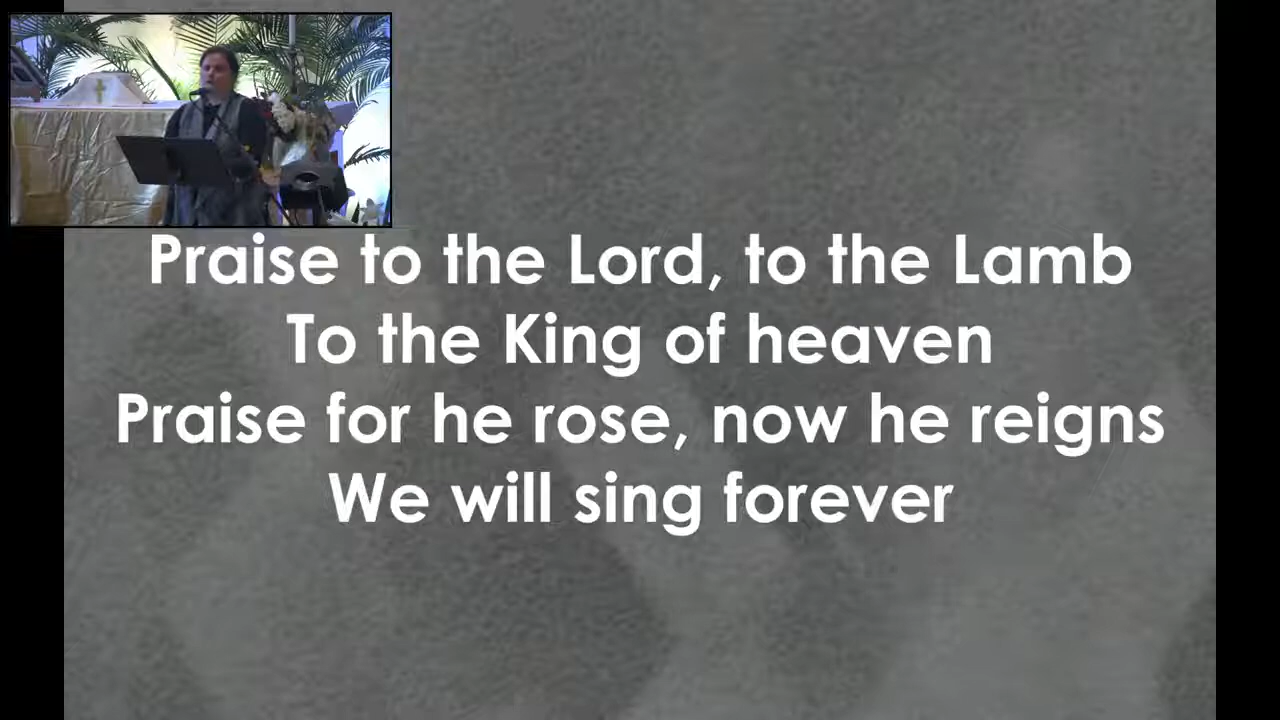 Praise to the Lord, to the Lamb
To the King of heaven
Praise for he rose, now he reigns
We will sing forever